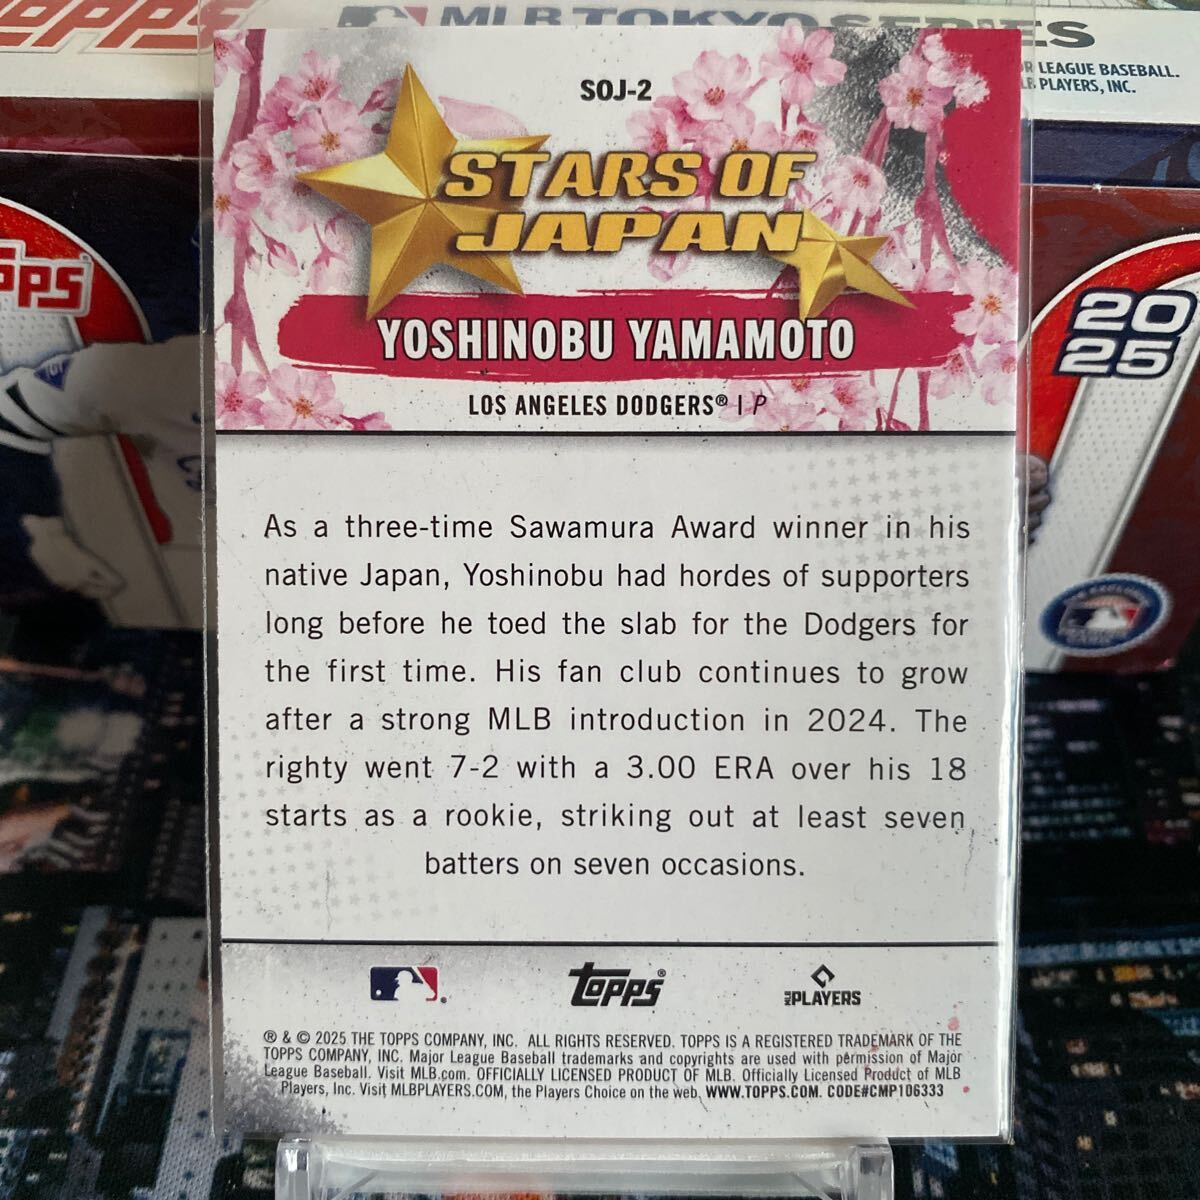 TOPPS
MLB TOKYO SERIES
R LEAGUE BASEBALL.
LB PLAYERS, INC.
SOJ-2
STARS OF
JAPAN
YOSHINOBU YAMAMOTO
LOS ANGELES DODGERS® | P
20
25
As a three-time Sawamura Award winner in his
native Japan, Yoshinobu had hordes of supporters
long before he toed the slab for the Dodgers for
the first time. His fan club continues to grow
after a strong MLB introduction in 2024. The
righty went 7-2 with a 3.00 ERA over his 18
starts as a rookie, striking out at least seven
batters on seven occasions.
Topps®
MLB PLAYERS
® & © 2025 THE TOPPS COMPANY, INC. ALL RIGHTS RESERVED. TOPPS IS A REGISTERED TRADEMARK OF THE
TOPPS COMPANY, INC. Major League Baseball trademarks and copyrights are used with permission of Major
League Baseball. Visit MLB.com. OFFICIALLY LICENSED PRODUCT OF MLB. Officially Licensed Product of MLB
Players, Inc. Visit MLBPLAYERS.COM, the Players Choice on the web. WWW.TOPPS.COM. CODE#CMP106333